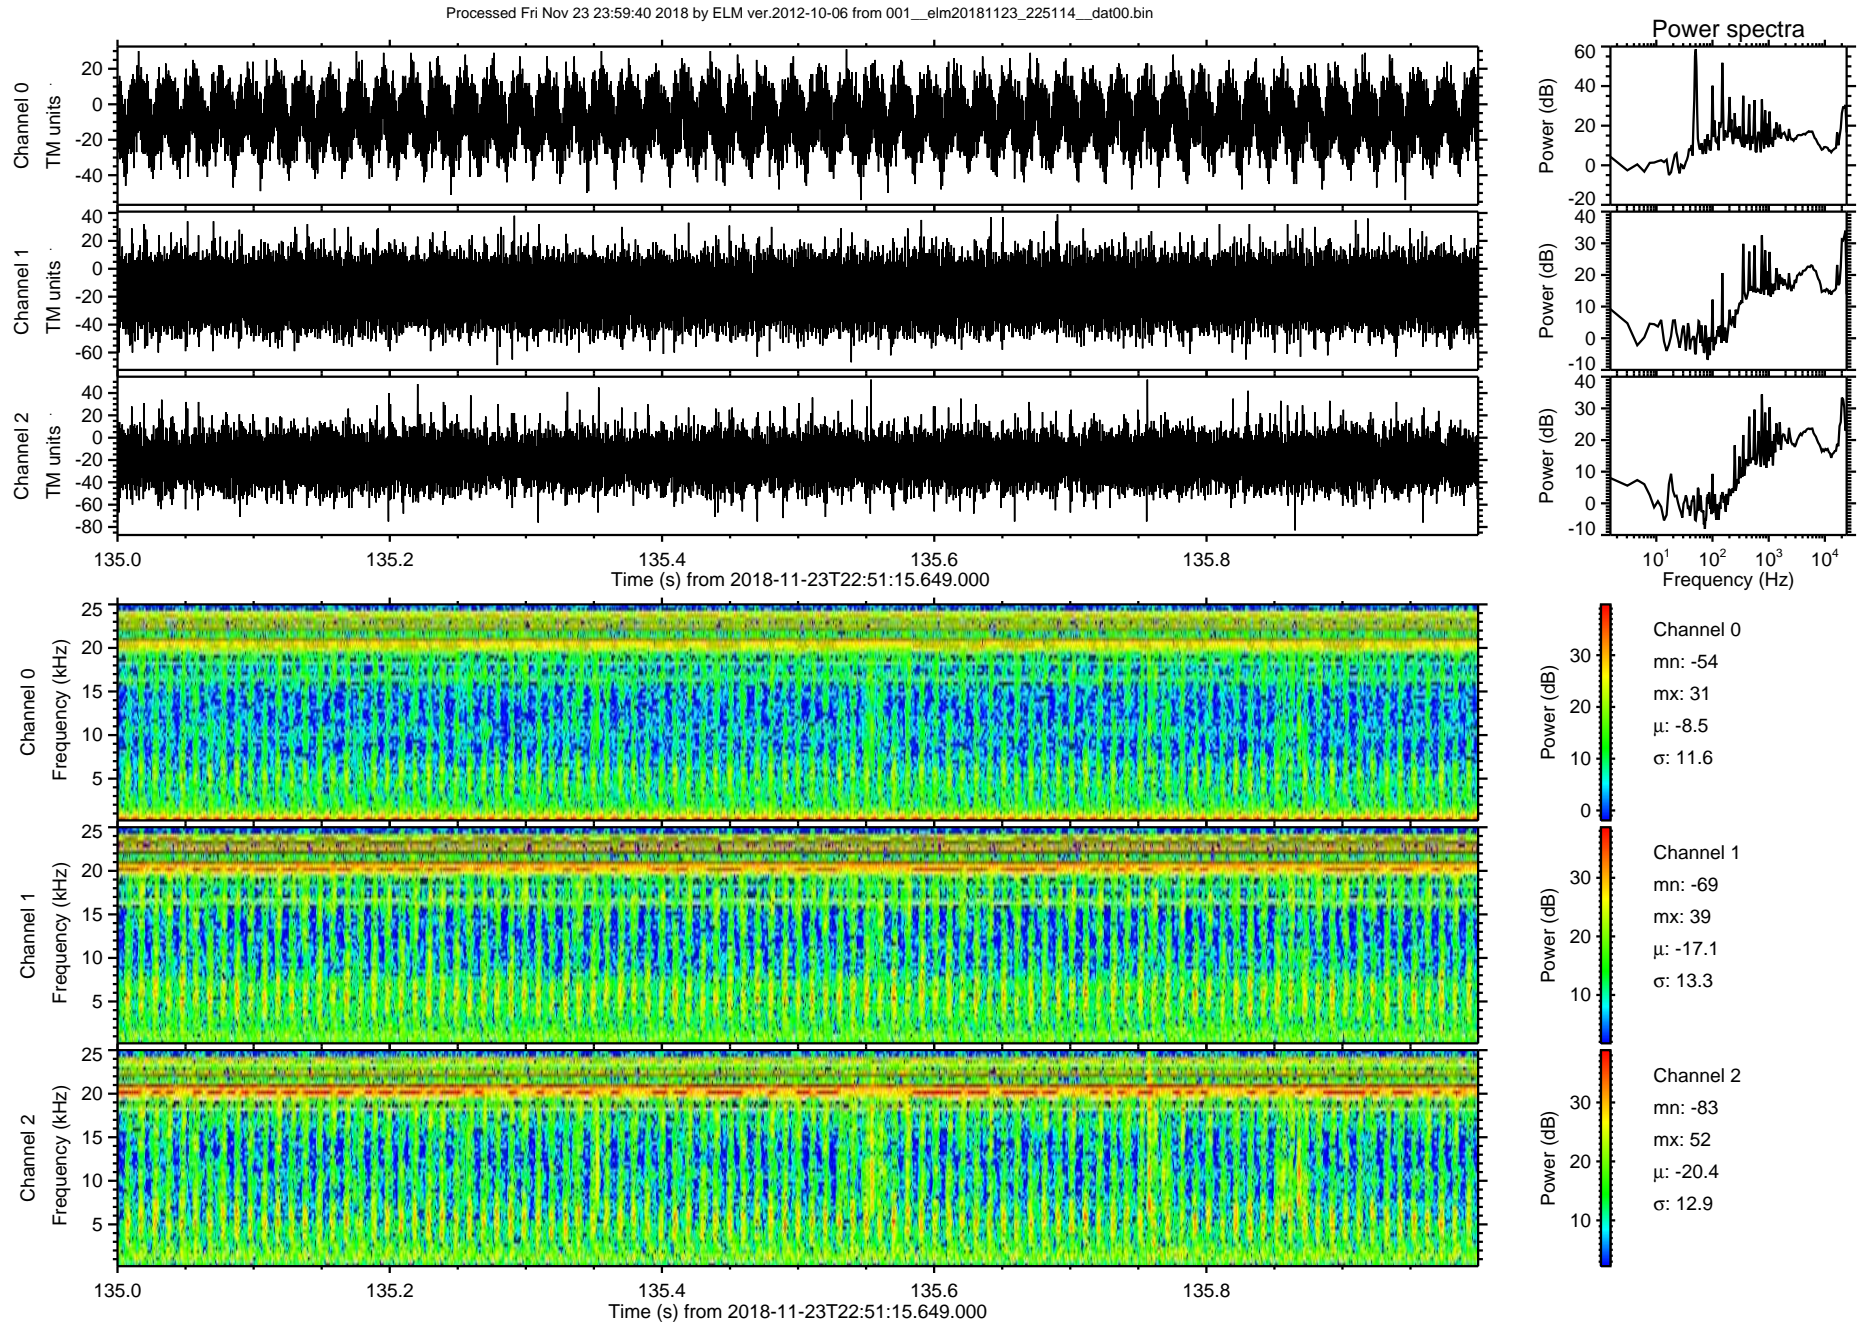 Processed Fri Nov 23 23:59:40 2018 by ELM ver.2012-10-06 from 001__elm20181123_225114__dat00.bin
Power spectra
Channel 0
TM units
20
0
-20
-40
Power (dB)
60
40
20
0
-20
Channel 1
TM units
40
20
0
-20
-40
-60
Power (dB)
40
30
20
10
0
-10
Channel 2
TM units
40
20
0
-20
-40
-60
-80
Power (dB)
40
30
20
10
0
-10
135.0 135.2 135.4 135.6 135.8
Time (s) from 2018-11-23T22:51:15.649.000
10¹ 10² 10³ 10⁴
Frequency (Hz)
Channel 0
Frequency (kHz)
25
20
15
10
5
Power (dB)
30
20
10
0
Channel 0
mn: -54
mx: 31
μ: -8.5
σ: 11.6
Channel 1
Frequency (kHz)
25
20
15
10
5
Power (dB)
30
20
10
Channel 1
mn: -69
mx: 39
μ: -17.1
σ: 13.3
Channel 2
Frequency (kHz)
25
20
15
10
5
Power (dB)
30
20
10
Channel 2
mn: -83
mx: 52
μ: -20.4
σ: 12.9
135.0 135.2 135.4 135.6 135.8
Time (s) from 2018-11-23T22:51:15.649.000